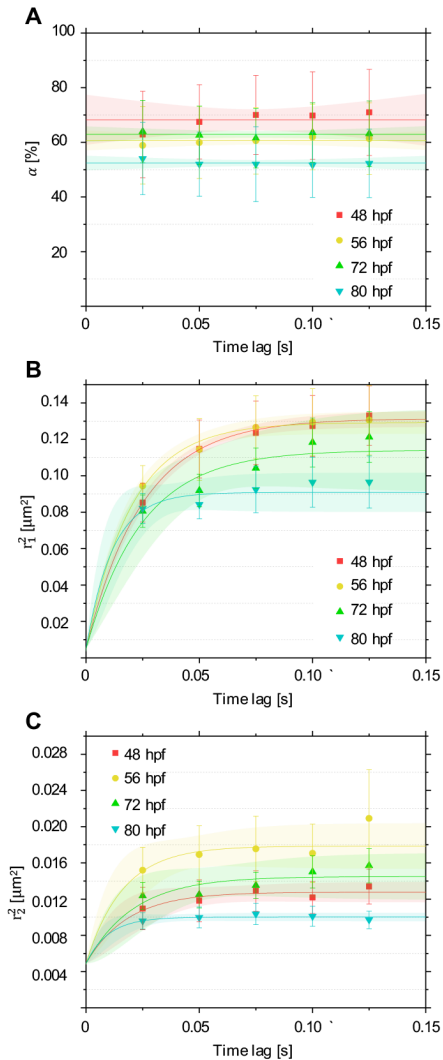 A
100
80
60
40
20
α [%]
48 hpf
56 hpf
72 hpf
80 hpf
0
0.05
0.10
0.15
Time lag [s]
B
0.14
0.12
0.10
0.08
0.06
0.04
0.02
r₁² [µm²]
48 hpf
56 hpf
72 hpf
80 hpf
0
0.05
0.10
0.15
Time lag [s]
C
0.028
0.024
0.020
0.016
0.012
0.008
0.004
r₂² [µm²]
48 hpf
56 hpf
72 hpf
80 hpf
0
0.05
0.10
0.15
Time lag [s]